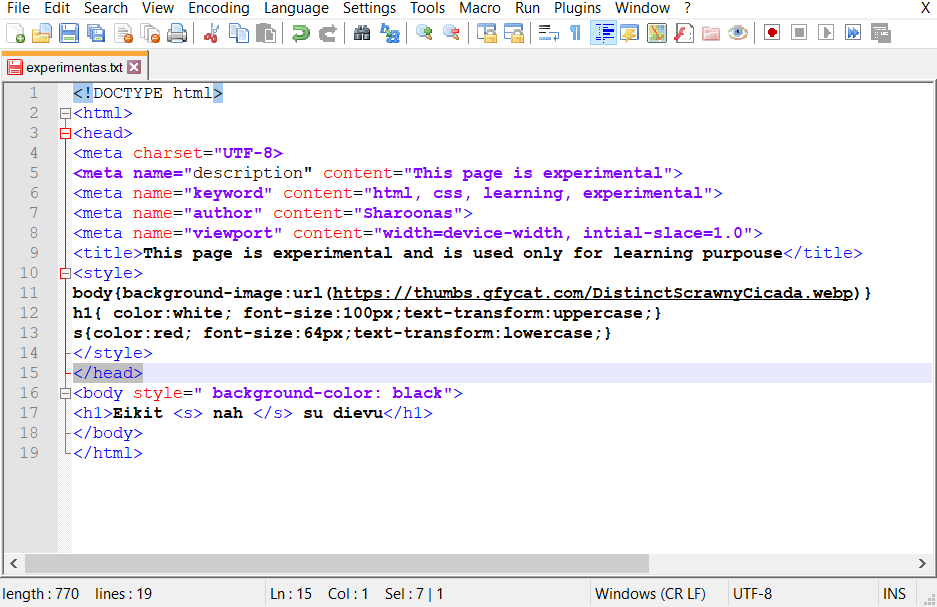 File Edit Search View Encoding Language Settings Tools Macro Run Plugins Window ? X
experimentas.txt
1 <!DOCTYPE html>
2 <html>
3 <head>
4 <meta charset="UTF-8>
5 <meta name="description" content="This page is experimental">
6 <meta name="keyword" content="html, css, learning, experimental">
7 <meta name="author" content="Sharoonas">
8 <meta name="viewport" content="width=device-width, intial-slace=1.0">
9 <title>This page is experimental and is used only for learning purpouse</title>
10 <style>
11 body{background-image:url(https://thumbs.gfycat.com/DistinctScrawnyCicada.webp)}
12 h1{ color:white; font-size:100px;text-transform:uppercase;}
13 s{color:red; font-size:64px;text-transform:lowercase;}
14 </style>
15 </head>
16 <body style=" background-color: black">
17 <h1>Eikit <s> nah </s> su dievu</h1>
18 </body>
19 </html>
length : 770 lines : 19 Ln : 15 Col : 1 Sel : 7 | 1 Windows (CR LF) UTF-8 INS